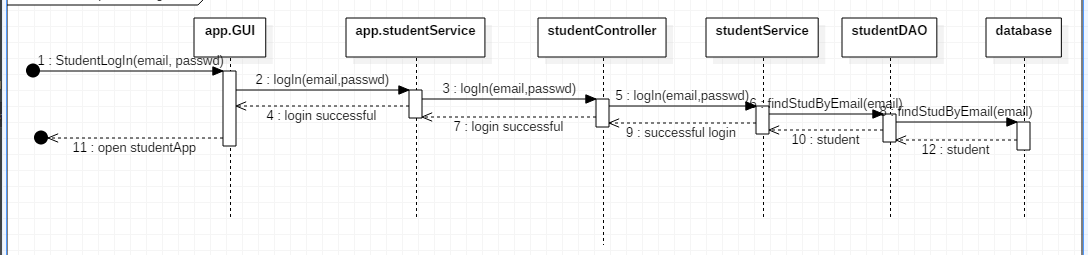 app.GUI
app.studentService
studentController
studentService
studentDAO
database
1 : StudentLogIn(email, passwd)
2 : logIn(email,passwd)
3 : logIn(email,passwd)
5 : logIn(email,passwd)
6 : findStudByEmail(email)
8 : findStudByEmail(email)
4 : login successful
7 : login successful
9 : successful login
10 : student
12 : student
11 : open studentApp